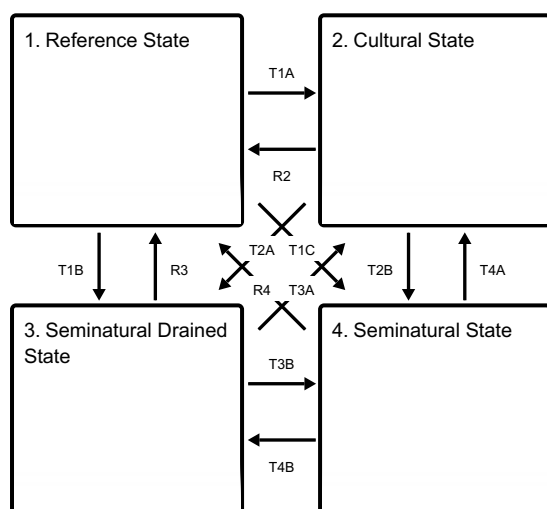 1. Reference State
2. Cultural State
T1A
R2
T2A
T1C
T1B
R3
T2B
T4A
R4
T3A
3. Seminatural Drained
State
4. Seminatural State
T3B
T4B